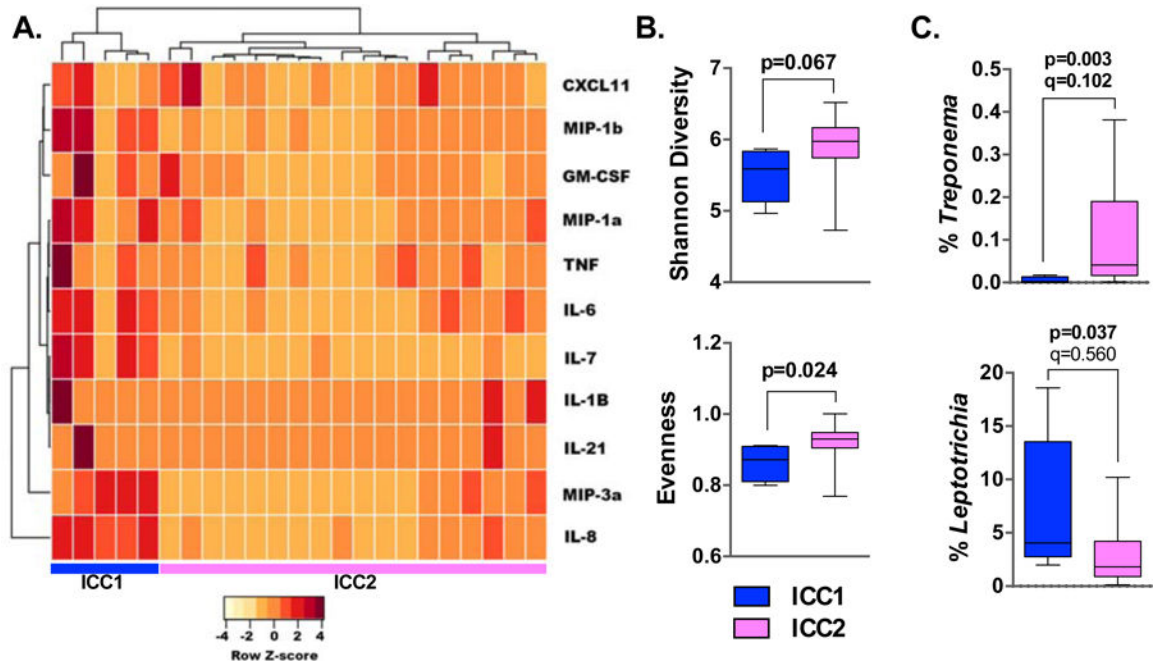 A.
CXCL11
MIP-1b
GM-CSF
MIP-1a
TNF
IL-6
IL-7
IL-1B
IL-21
MIP-3a
IL-8
ICC1
ICC2
-4
-2
0
2
4
Row Z-score
B.
p=0.067
7
6
5
4
Shannon Diversity
p=0.024
1.2
1.0
0.8
0.6
Evenness
ICC1
ICC2
C.
p=0.003
q=0.102
0.5
0.4
0.3
0.2
0.1
0.0
% Treponema
p=0.037
q=0.560
20
15
10
5
0
% Leptotrichia